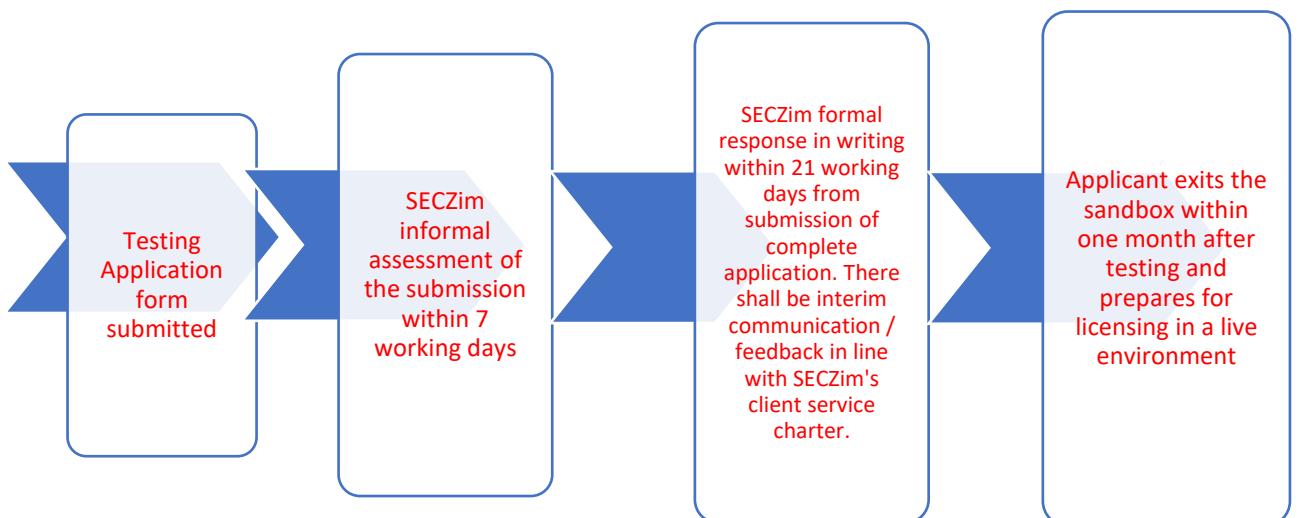 Testing
Application
form
submitted
SECZim
informal
assessment of
the submission
within 7
working days
SECZim formal
response in writing
within 21 working
days from
submission of
complete
application. There
shall be interim
communication /
feedback in line
with SECZim's
client service
charter.
Applicant exits the
sandbox within
one month after
testing and
prepares for
licensing in a live
environment